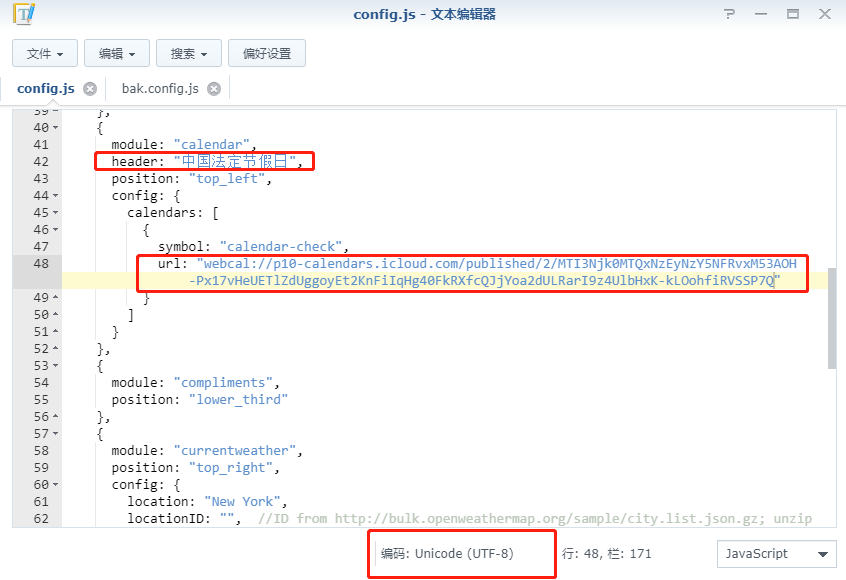 config.js - 文本编辑器
文件 编辑 搜索 偏好设置
config.js bak.config.js
39 },
40 {
41 module: "calendar",
42 header: "中国法定节假日",
43 position: "top_left",
44 config: {
45 calendars: [
46 {
47 symbol: "calendar-check",
48 url: "webcal://p10-calendars.icloud.com/published/2/MTI3Njk0MTQxNzEyNzY5NFRvxM53AOH
-Px17vHeUETlZdUggoyEt2KnFiIqHg40FkRXfcQJjYoa2dULRarI9z4UlbHxK-kLOohfiRVSSP7Q"
49 }
50 ]
51 }
52 },
53 {
54 module: "compliments",
55 position: "lower_third"
56 },
57 {
58 module: "currentweather",
59 position: "top_right",
60 config: {
61 location: "New York",
62 locationID: "", //ID from http://bulk.openweathermap.org/sample/city.list.json.gz; unzip
编码: Unicode (UTF-8) 行: 48, 栏: 171 JavaScript